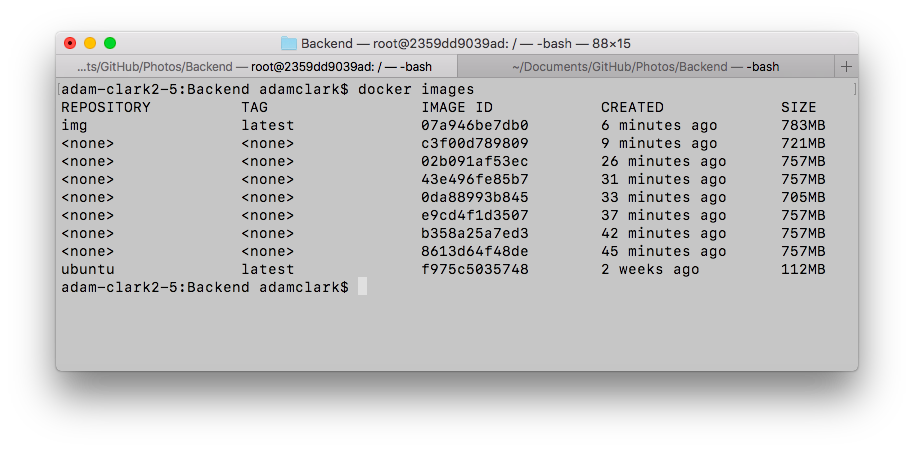 Backend — root@2359dd9039ad: / — -bash — 88×15
...ts/GitHub/Photos/Backend — root@2359dd9039ad: / — -bash ~/Documents/GitHub/Photos/Backend — -bash +
[adam-clark2-5:Backend adamclark$ docker images ]
REPOSITORY TAG IMAGE ID CREATED SIZE
img latest 07a946be7db0 6 minutes ago 783MB
<none> <none> c3f00d789809 9 minutes ago 721MB
<none> <none> 02b091af53ec 26 minutes ago 757MB
<none> <none> 43e496fe85b7 31 minutes ago 757MB
<none> <none> 0da88993b845 33 minutes ago 705MB
<none> <none> e9cd4f1d3507 37 minutes ago 757MB
<none> <none> b358a25a7ed3 42 minutes ago 757MB
<none> <none> 8613d64f48de 45 minutes ago 757MB
ubuntu latest f975c5035748 2 weeks ago 112MB
adam-clark2-5:Backend adamclark$